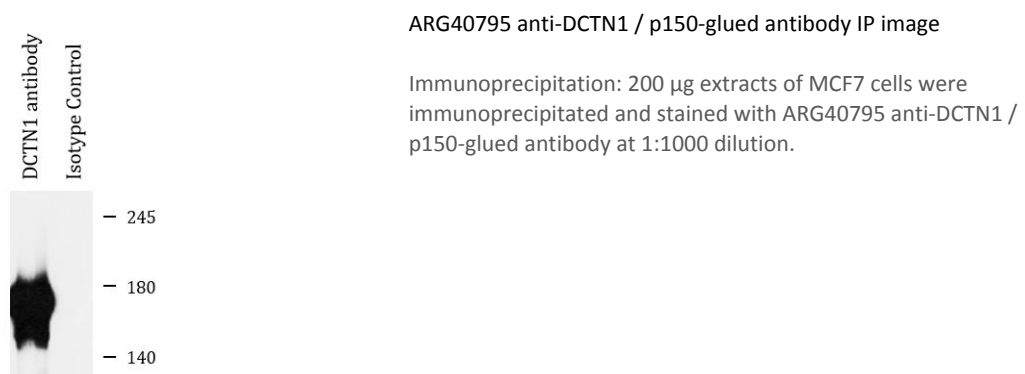 DCTN1 antibody
Isotype Control
ARG40795 anti-DCTN1 / p150-glued antibody IP image
Immunoprecipitation: 200 µg extracts of MCF7 cells were
immunoprecipitated and stained with ARG40795 anti-DCTN1 /
p150-glued antibody at 1:1000 dilution.
– 245
– 180
– 140